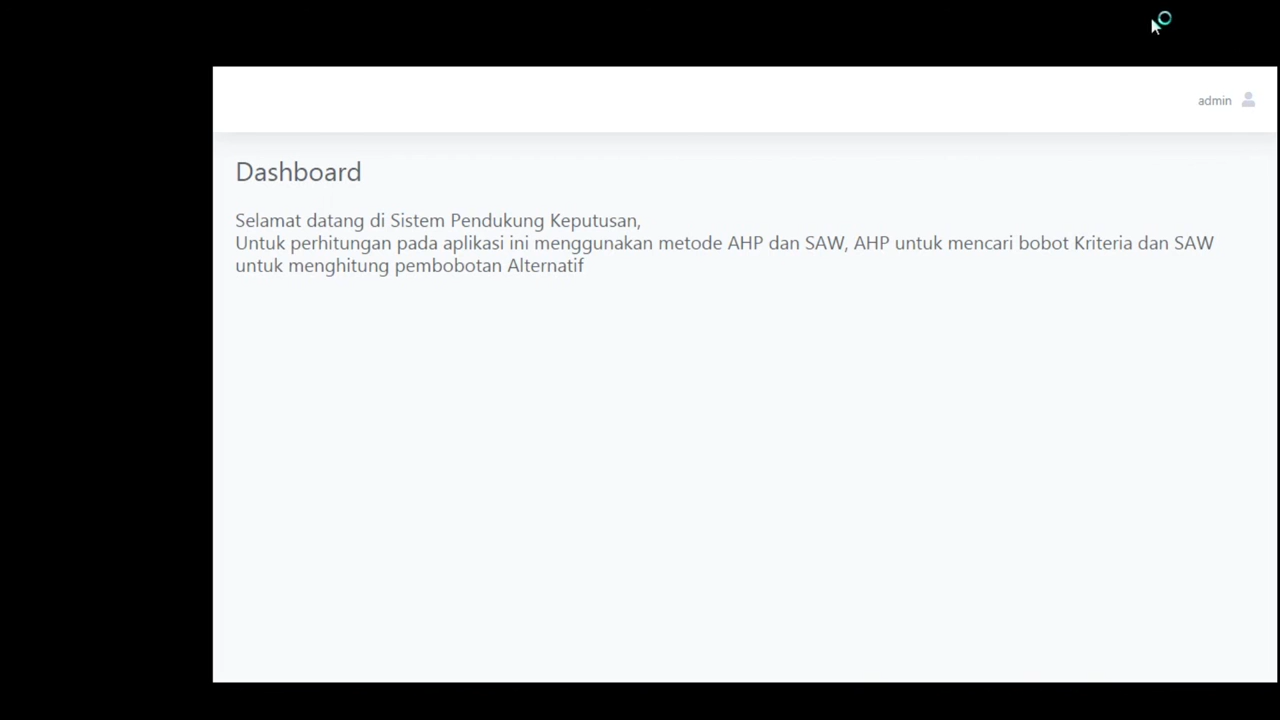 admin
Dashboard
Selamat datang di Sistem Pendukung Keputusan,
Untuk perhitungan pada aplikasi ini menggunakan metode AHP dan SAW, AHP untuk mencari bobot Kriteria dan SAW
untuk menghitung pembobotan Alternatif